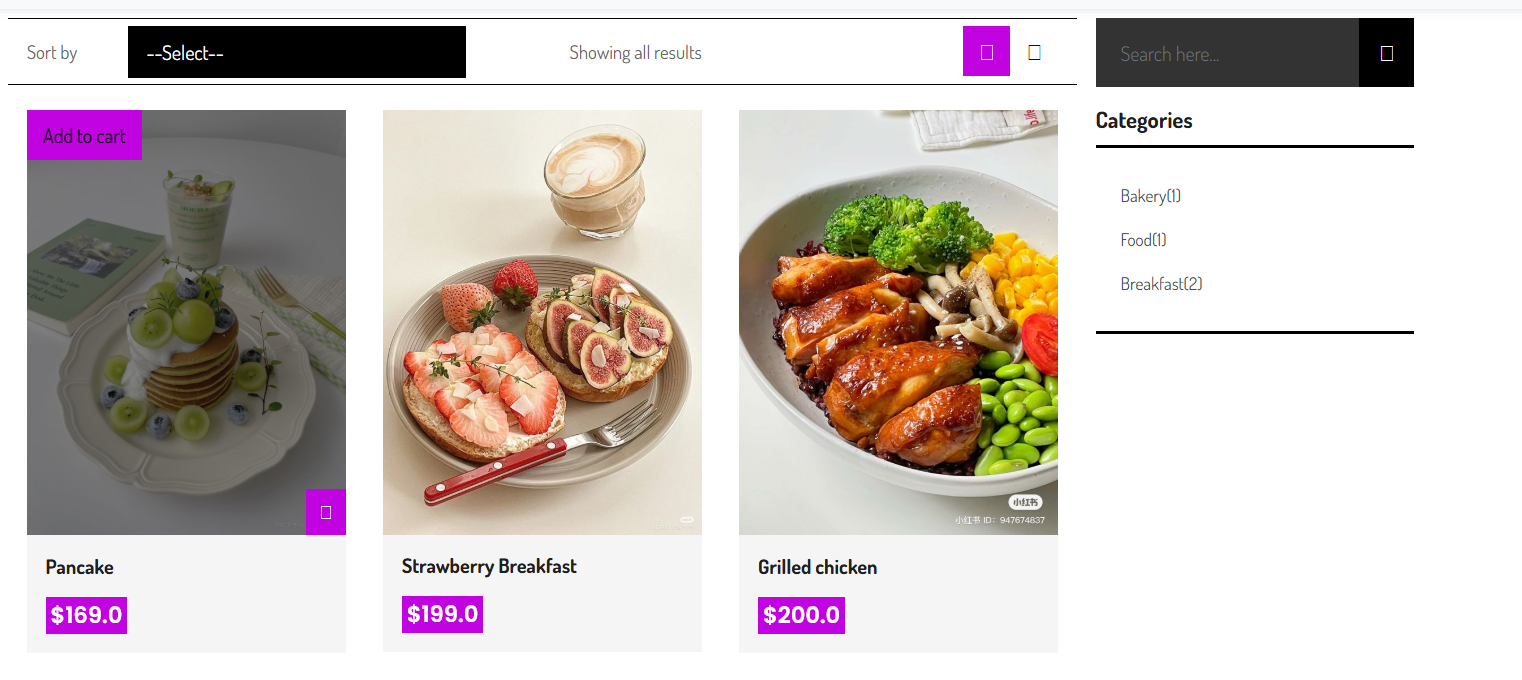 Sort by
--Select--
Showing all results
Search here...
Categories
Bakery(1)
Food(1)
Breakfast(2)
Add to cart
小红书
小红书 ID: 947674837
Pancake
$169.0
Strawberry Breakfast
$199.0
Grilled chicken
$200.0